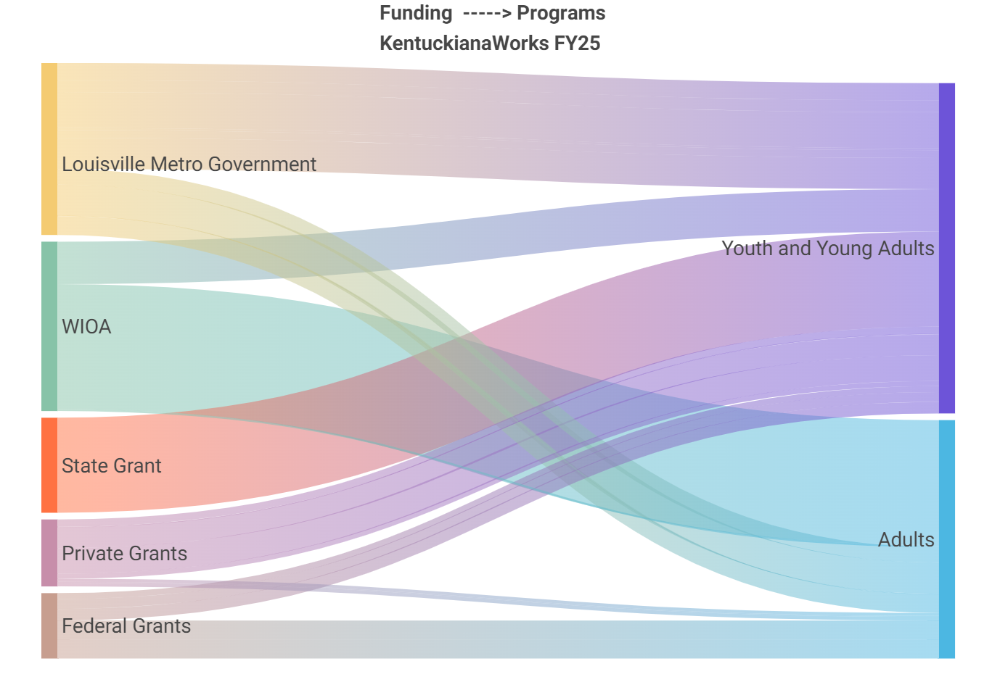 Funding -----> Programs
KentuckianaWorks FY25
Louisville Metro Government
Youth and Young Adults
WIOA
State Grant
Adults
Private Grants
Federal Grants